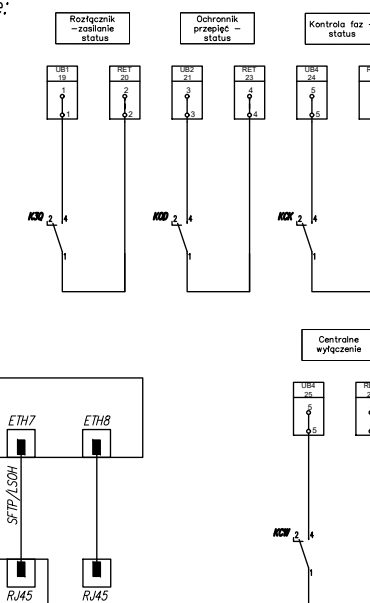 e:
Rozłącznik
–zasilanie
status
Ochronnik
przepięć –
status
Kontrola faz –
status
UB1
19
RET
20
UB2
21
RET
23
UB4
24
1
2
3
4
5
1
2
3
4
5
K3Q 2 4
1
KOD 2 4
1
KCK 2 4
1
Centralne
wyłączenie
UB4
25
5
5
KCW 2 4
1
ETH7
ETH8
SFTP/LSOH
RJ45
RJ45